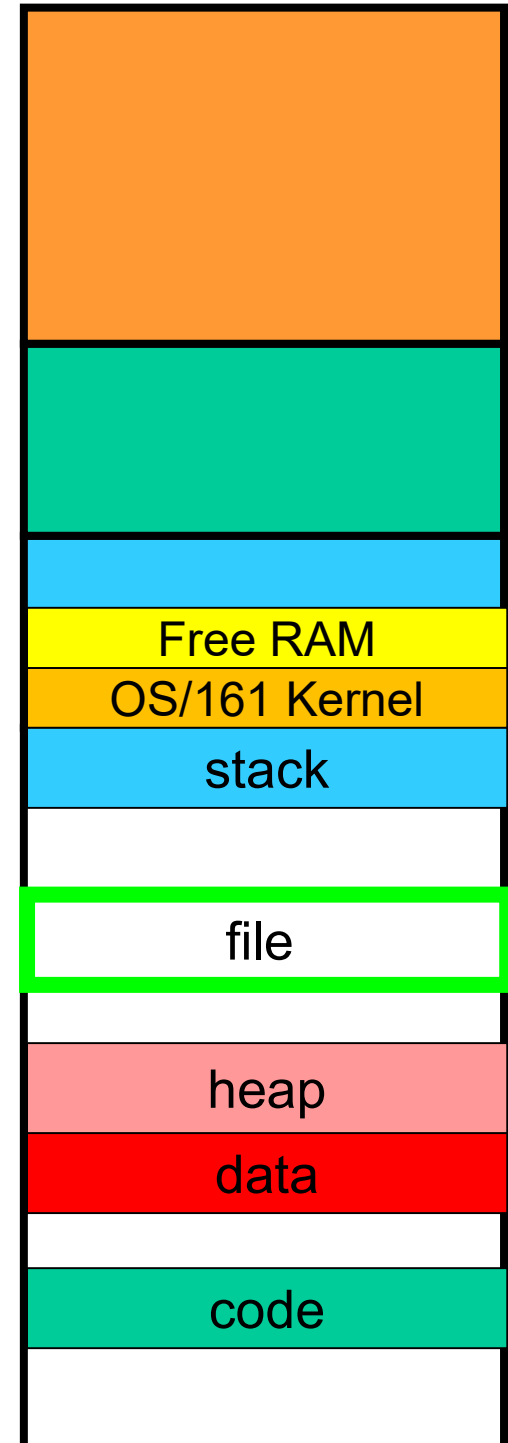 Free RAM
OS/161 Kernel
stack
file
heap
data
code